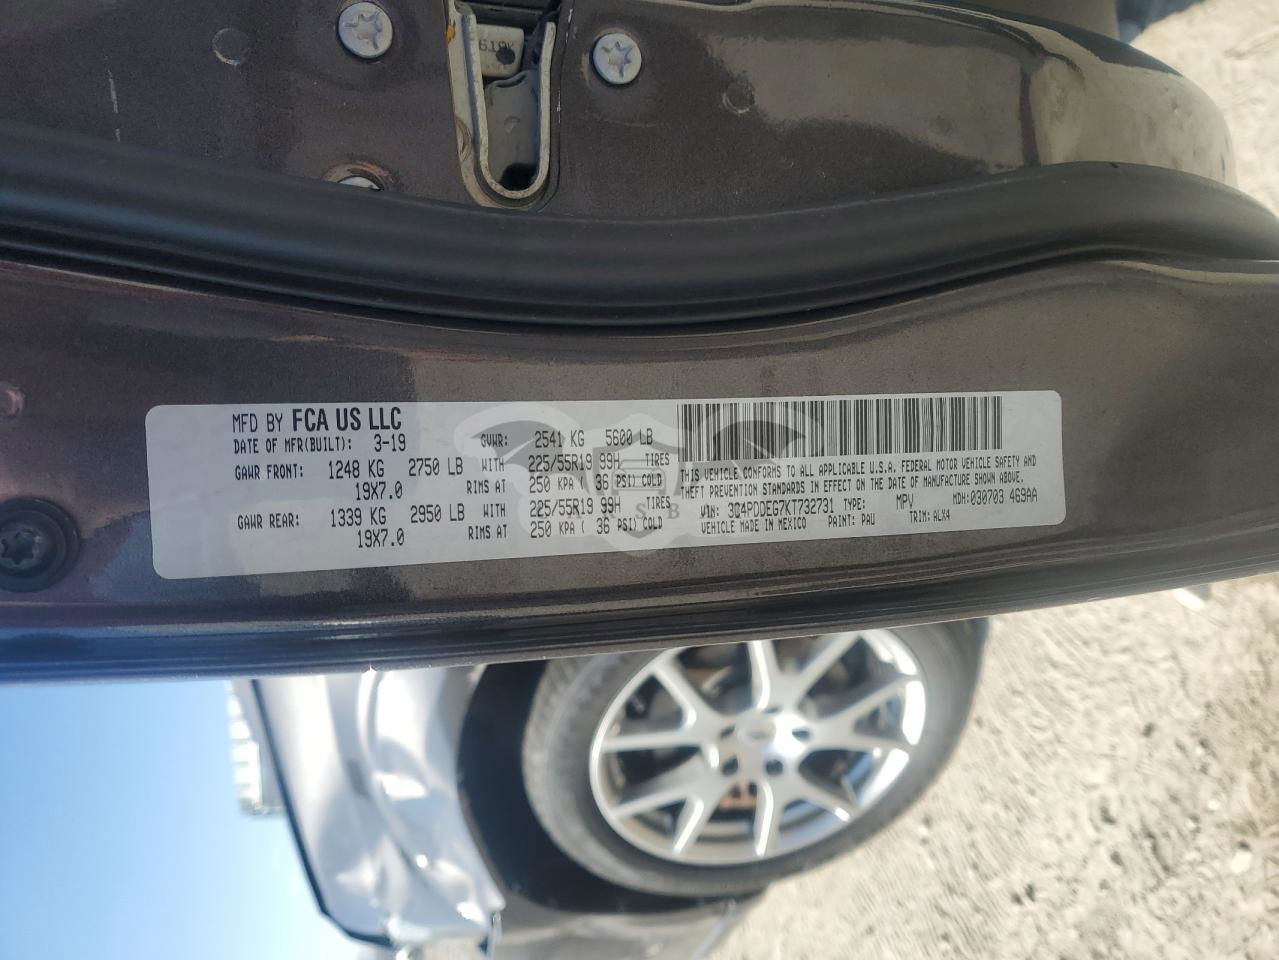 619K
MFD BY FCA US LLC
DATE OF MFR(BUILT): 3-19 GVWR: 2541 KG 5600 LB
GAWR FRONT: 1248 KG 2750 LB WITH 225/55R19 99H TIRES
19X7.0 RIMS AT 250 KPA ( 36 PSI) COLD
GAWR REAR: 1339 KG 2950 LB WITH 225/55R19 99H TIRES
19X7.0 RIMS AT 250 KPA ( 36 PSI) COLD
THIS VEHICLE CONFORMS TO ALL APPLICABLE U.S.A. FEDERAL MOTOR VEHICLE SAFETY AND
THEFT PREVENTION STANDARDS IN EFFECT ON THE DATE OF MANUFACTURE SHOWN ABOVE.
VIN: 3C4PDDEG7KT732731 TYPE: MPV MDH:030703 469AA
VEHICLE MADE IN MEXICO PAINT: PAU TRIM: ALX4